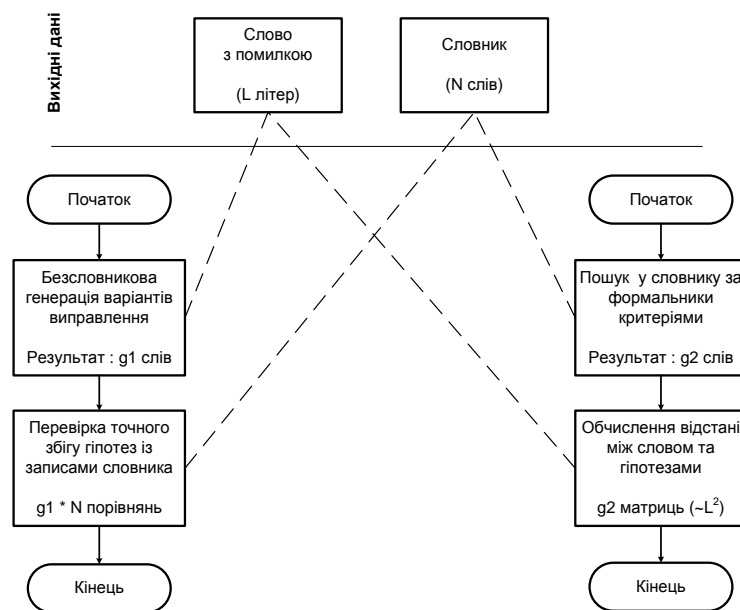 Вихідні дані
Слово
з помилкою
(L літер)
Словник
(N слів)
Початок
Безсловникова
генерація варіантів
виправлення
Результат : g1 слів
Перевірка точного
збігу гіпотез із
записами словника
g1 * N порівнянь
Кінець
Початок
Пошук у словнику за
формальники
критеріями
Результат : g2 слів
Обчислення відстані
між словом та
гіпотезами
g2 матриць (~L²)
Кінець